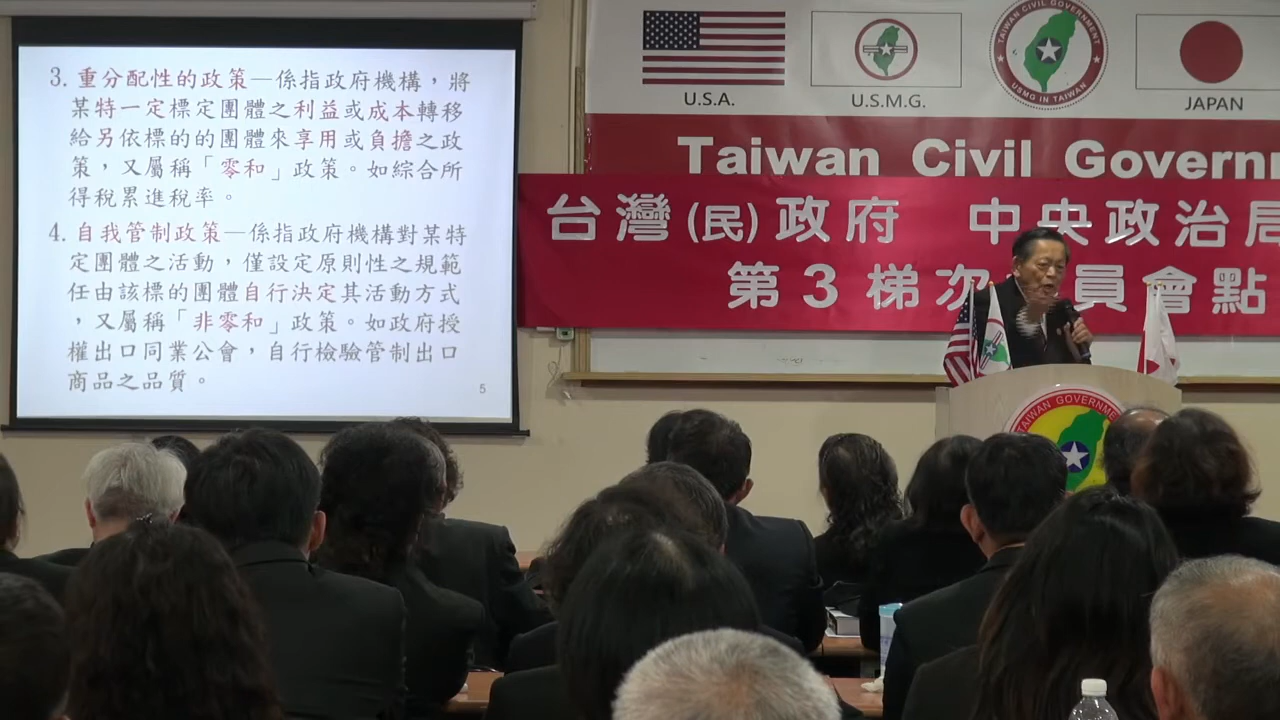 3. 重分配性的政策—係指政府機構，將
某特一定標定團體之利益或成本轉移
給另依標的的團體來享用或負擔之政
策，又屬稱「零和」政策。如綜合所
得稅累進稅率。
4. 自我管制政策—係指政府機構對某特
定團體之活動，僅設定原則性之規範
任由該標的團體自行決定其活動方式
，又屬稱「非零和」政策。如政府授
權出口同業公會，自行檢驗管制出口
商品之品質。
5
TAIWAN CIVIL GOVERNMENT
USMG IN TAIWAN
U.S.A.
U.S.M.G.
JAPAN
Taiwan Civil Governm
台灣(民)政府 中央政治局
第3梯次 員會點
TAIWAN GOVERNMENT